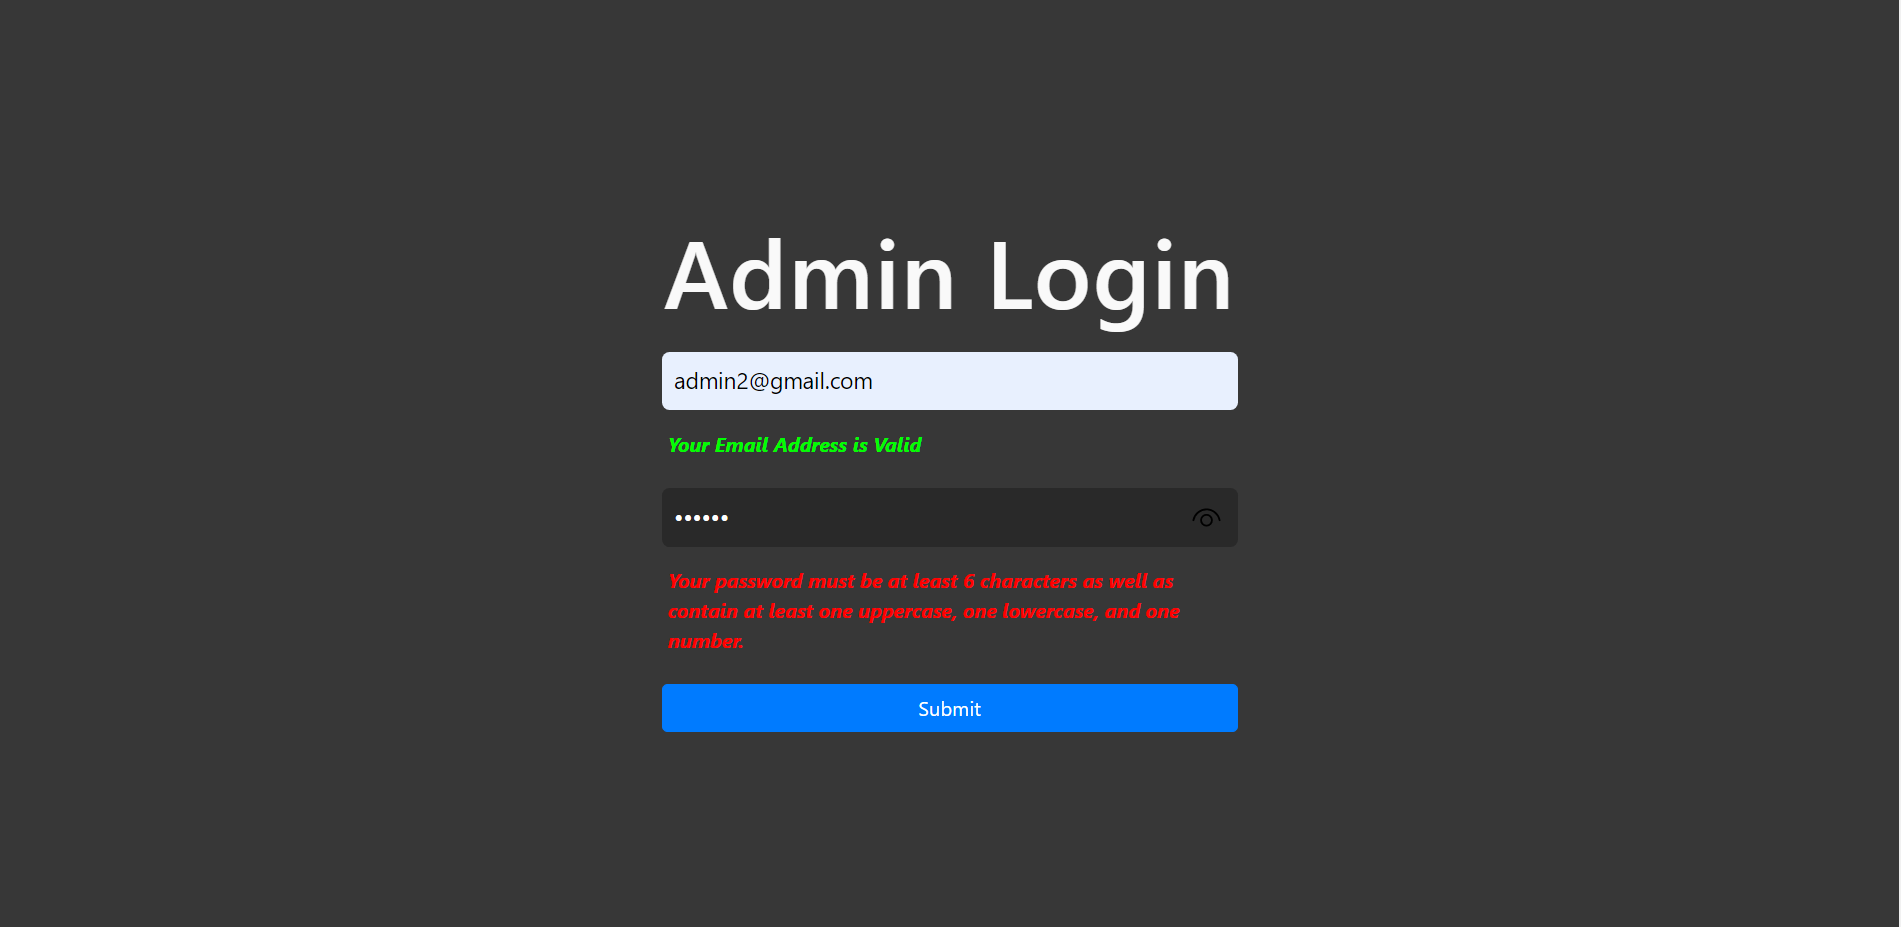 Admin Login
admin2@gmail.com
Your Email Address is Valid
••••••
Your password must be at least 6 characters as well as
contain at least one uppercase, one lowercase, and one
number.
Submit